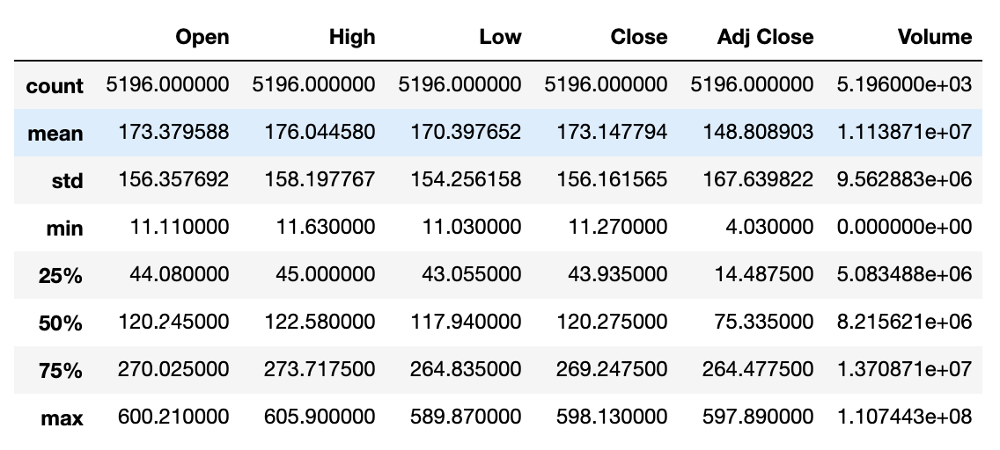 Open High Low Close Adj Close Volume
count 5196.000000 5196.000000 5196.000000 5196.000000 5196.000000 5.196000e+03
mean 173.379588 176.044580 170.397652 173.147794 148.808903 1.113871e+07
std 156.357692 158.197767 154.256158 156.161565 167.639822 9.562883e+06
min 11.110000 11.630000 11.030000 11.270000 4.030000 0.000000e+00
25% 44.080000 45.000000 43.055000 43.935000 14.487500 5.083488e+06
50% 120.245000 122.580000 117.940000 120.275000 75.335000 8.215621e+06
75% 270.025000 273.717500 264.835000 269.247500 264.477500 1.370871e+07
max 600.210000 605.900000 589.870000 598.130000 597.890000 1.107443e+08